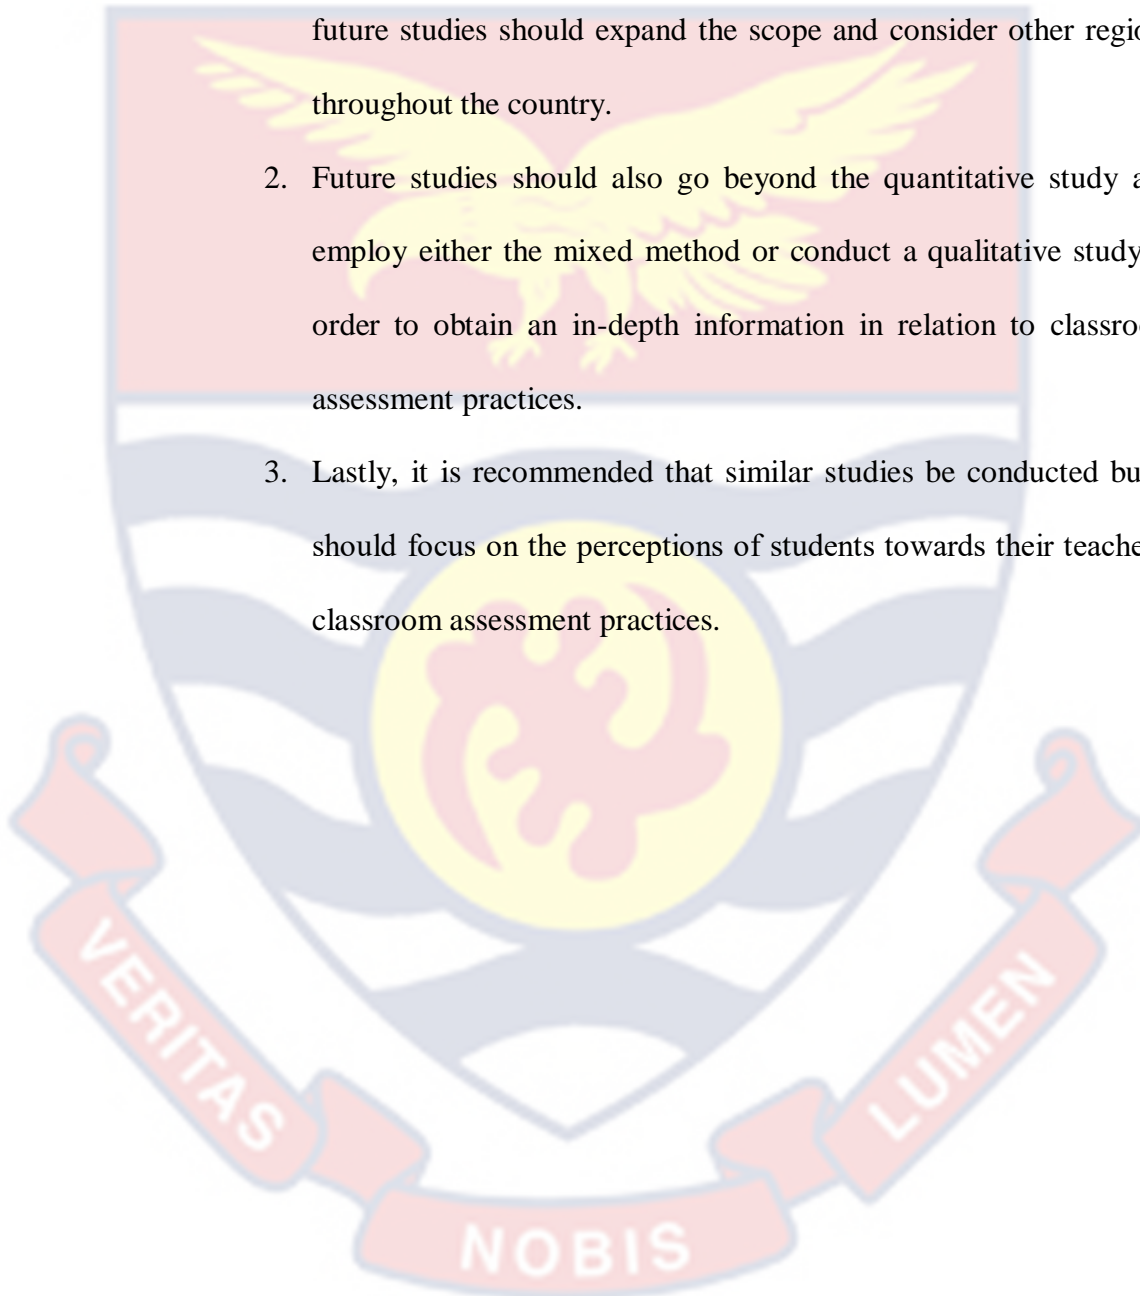 future studies should expand the scope and consider other regio
throughout the country.
2. Future studies should also go beyond the quantitative study a
employ either the mixed method or conduct a qualitative study
order to obtain an in-depth information in relation to classroo
assessment practices.
3. Lastly, it is recommended that similar studies be conducted bu
should focus on the perceptions of students towards their teache
classroom assessment practices.
VERITAS
NOBIS
LUMEN